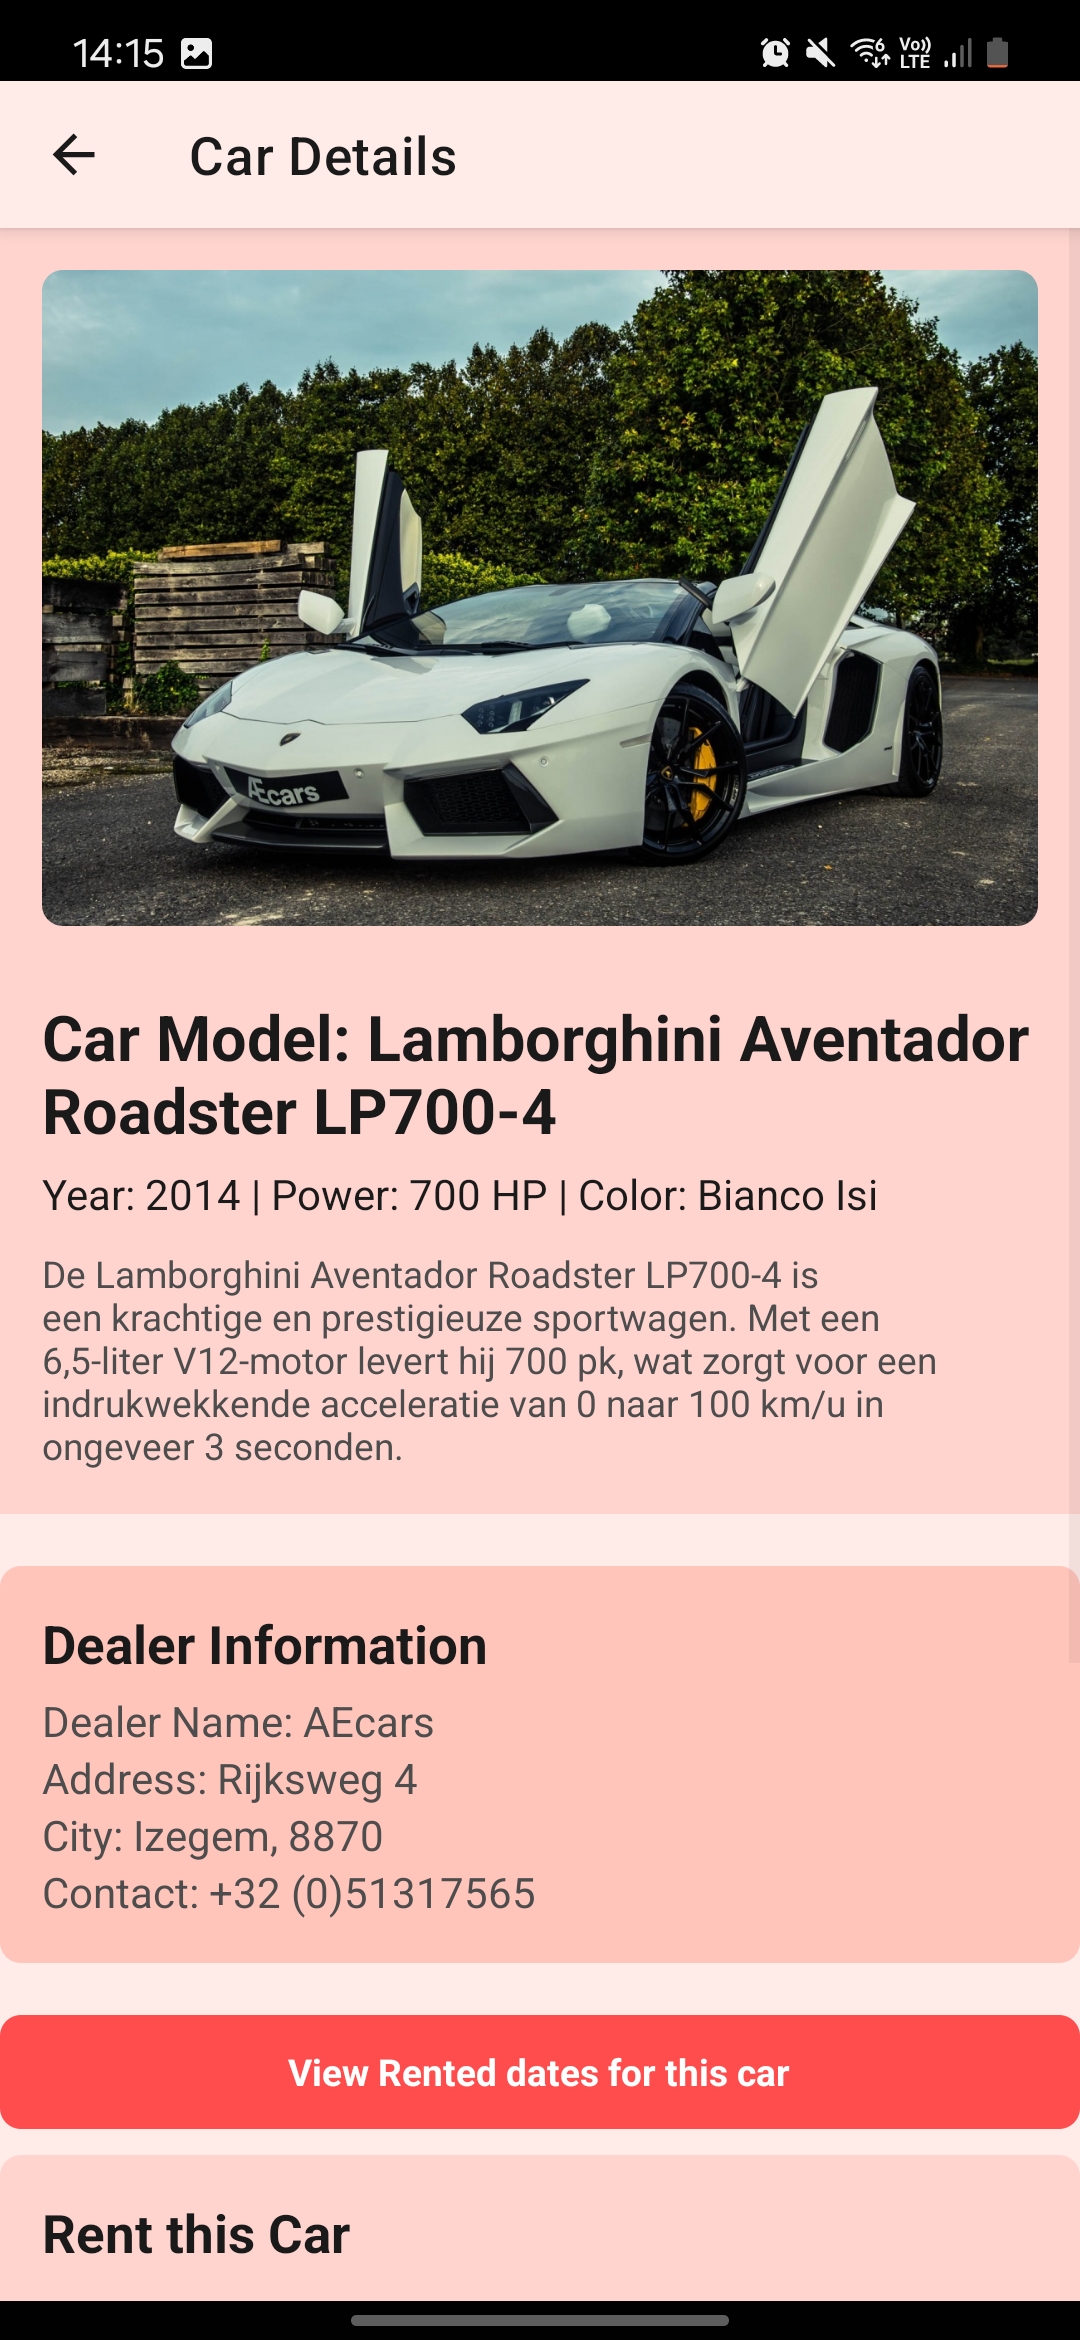 14:15
6
Vo))
LTE
Car Details
AEcars
Car Model: Lamborghini Aventador
Roadster LP700-4
Year: 2014 | Power: 700 HP | Color: Bianco Isi
De Lamborghini Aventador Roadster LP700-4 is
een krachtige en prestigieuze sportwagen. Met een
6,5-liter V12-motor levert hij 700 pk, wat zorgt voor een
indrukwekkende acceleratie van 0 naar 100 km/u in
ongeveer 3 seconden.
Dealer Information
Dealer Name: AEcars
Address: Rijksweg 4
City: Izegem, 8870
Contact: +32 (0)51317565
View Rented dates for this car
Rent this Car